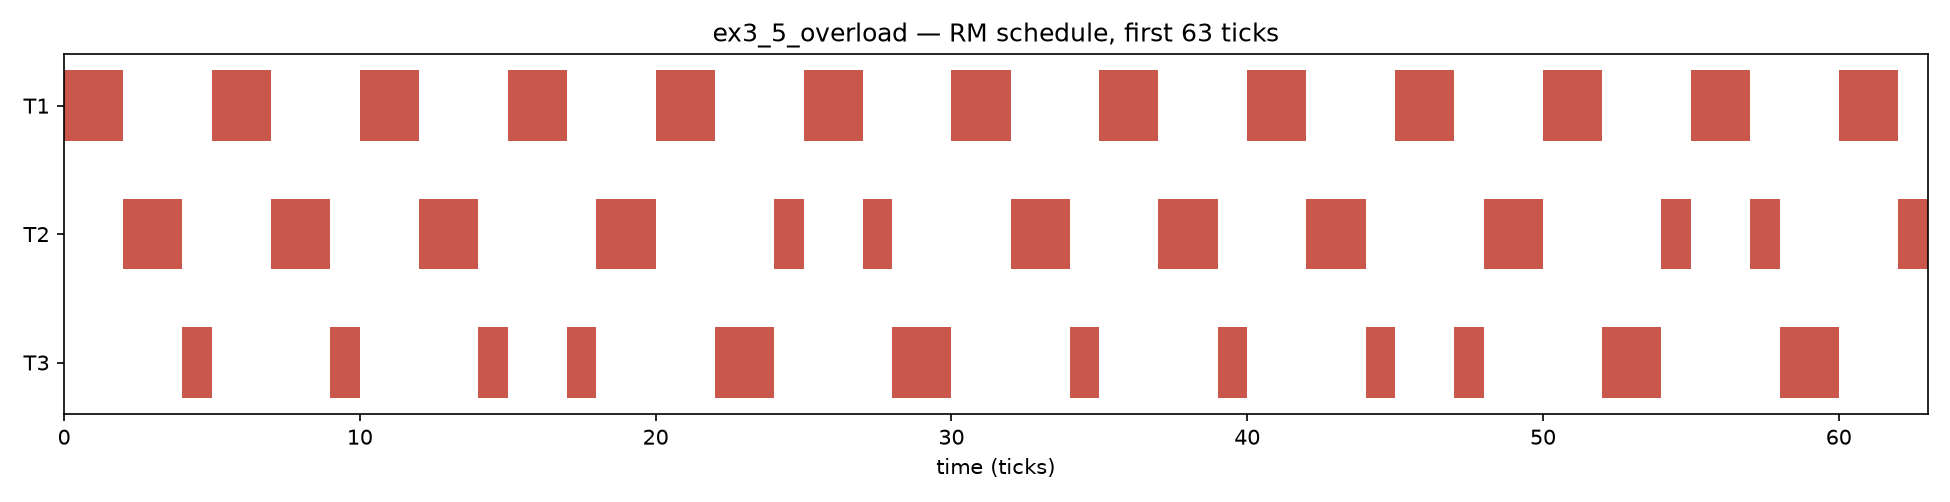 ex3_5_overload — RM schedule, first 63 ticks
T1
T2
T3
0 10 20 30 40 50 60
time (ticks)